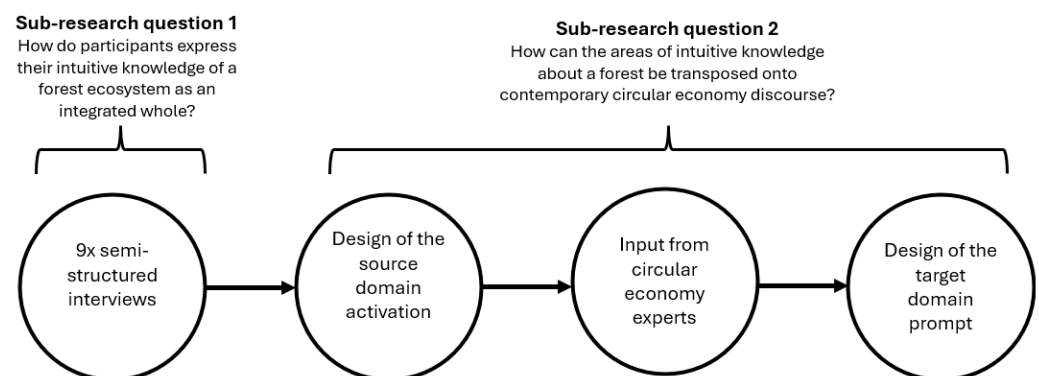 Sub-research question 1
How do participants express
their intuitive knowledge of a
forest ecosystem as an
integrated whole?
Sub-research question 2
How can the areas of intuitive knowledge
about a forest be transposed onto
contemporary circular economy discourse?
9x semi-
structured
interviews
Design of the
source
domain
activation
Input from
circular
economy
experts
Design of the
target
domain
prompt